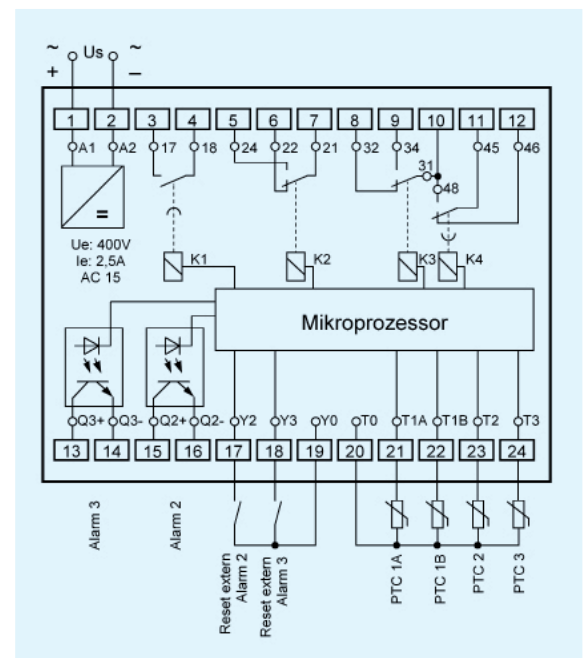 ~ Us ~
+ –
1 2 3 4 5 6 7 8 9 10 11 12
A1 A2 17 18 24 22 21 32 34 45 46
31
48
=
Ue: 400V
Ie: 2,5A
AC 15
K1 K2 K3 K4
Mikroprozessor
Q3+ Q3- Q2+ Q2- Y2 Y3 Y0 T0 T1A T1B T2 T3
13 14 15 16 17 18 19 20 21 22 23 24
Alarm 3
Alarm 2
Reset extern
Alarm 2
Reset extern
Alarm 3
PTC 1A
PTC 1B
PTC 2
PTC 3